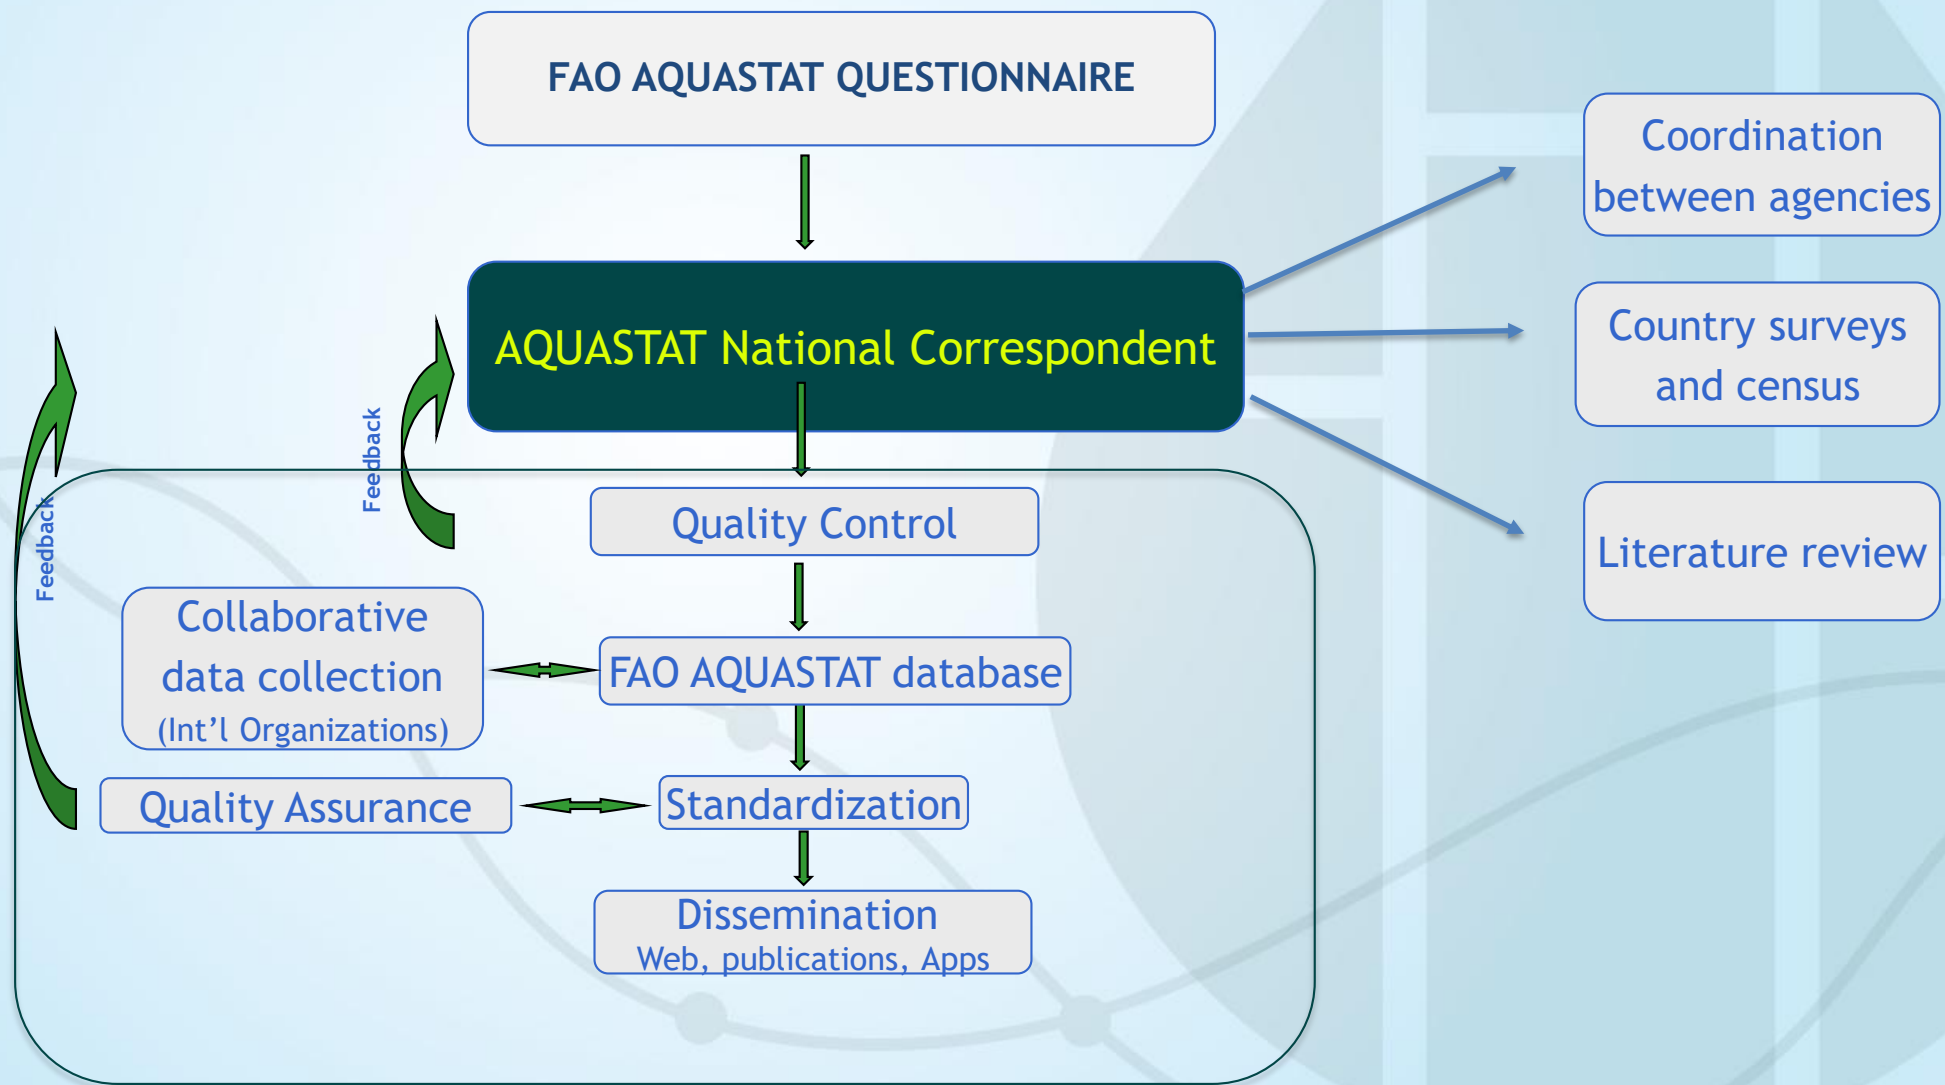 FAO AQUASTAT QUESTIONNAIRE
Coordination
between agencies
AQUASTAT National Correspondent
Country surveys
and census
Feedback
Feedback
Quality Control
Literature review
Collaborative
data collection
(Int’l Organizations)
FAO AQUASTAT database
Quality Assurance
Standardization
Dissemination
Web, publications, Apps